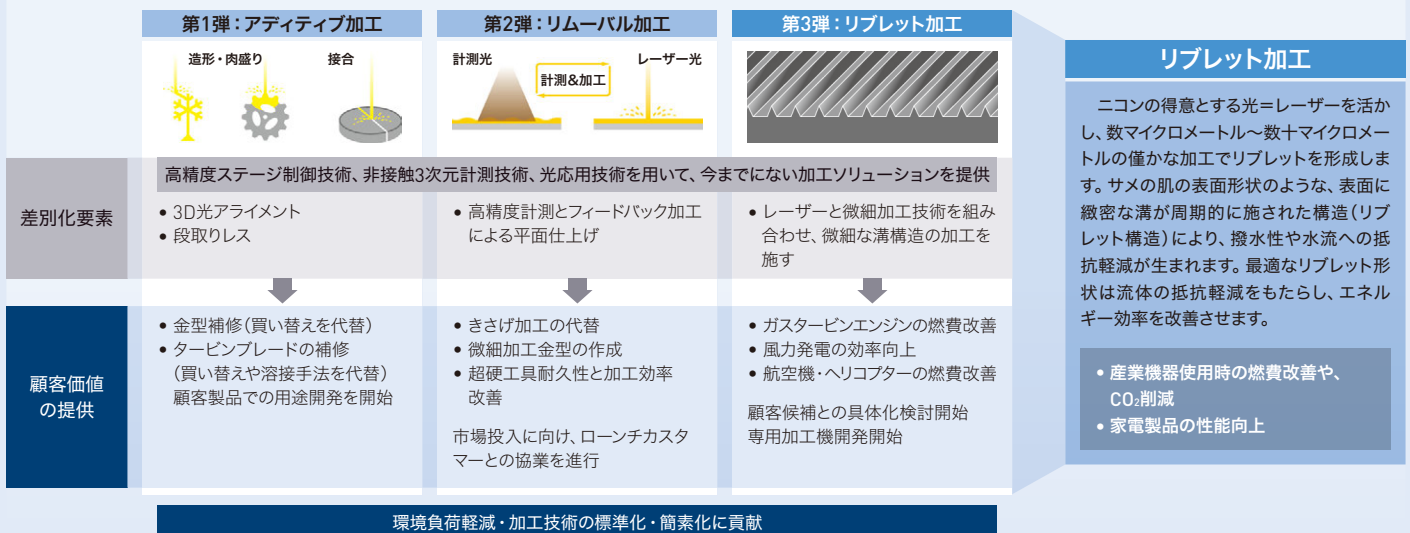 第1弾：アディティブ加工
造形・肉盛り
接合
第2弾：リムーバル加工
計測光
計測&加工
レーザー光
第3弾：リブレット加工
差別化要素
高精度ステージ制御技術、非接触3次元計測技術、光応用技術を用いて、今までにない加工ソリューションを提供
• 3D光アライメント
• 段取りレス
• 高精度計測とフィードバック加工
による平面仕上げ
• レーザーと微細加工技術を組み
合わせ、微細な溝構造の加工を
施す
顧客価値
の提供
• 金型補修（買い替えを代替）
• タービンブレードの補修
（買い替えや溶接手法を代替）
顧客製品での用途開発を開始
• きさげ加工の代替
• 微細加工金型の作成
• 超硬工具耐久性と加工効率
改善
市場投入に向け、ローンチカスタ
マーとの協業を進行
• ガスタービンエンジンの燃費改善
• 風力発電の効率向上
• 航空機・ヘリコプターの燃費改善
顧客候補との具体化検討開始
専用加工機開発開始
環境負荷軽減・加工技術の標準化・簡素化に貢献
リブレット加工
ニコンの得意とする光＝レーザーを活か
し、数マイクロメートル〜数十マイクロメー
トルの僅かな加工でリブレットを形成しま
す。サメの肌の表面形状のような、表面に
緻密な溝が周期的に施された構造（リブ
レット構造）により、撥水性や水流への抵
抗軽減が生まれます。最適なリブレット形
状は流体の抵抗軽減をもたらし、エネル
ギー効率を改善させます。
• 産業機器使用時の燃費改善や、
CO₂削減
• 家電製品の性能向上